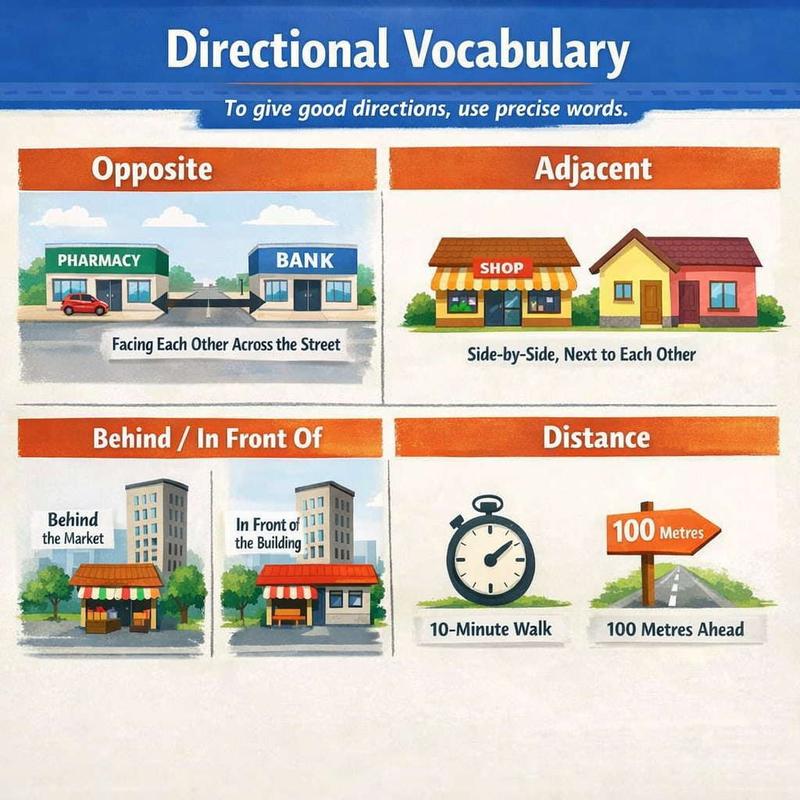 Directional Vocabulary
To give good directions, use precise words.
Opposite
PHARMACY
BANK
Facing Each Other Across the Street
Adjacent
SHOP
Side-by-Side, Next to Each Other
Behind / In Front Of
Behind
the Market
In Front of
the Building
Distance
100 Metres
10-Minute Walk
100 Metres Ahead